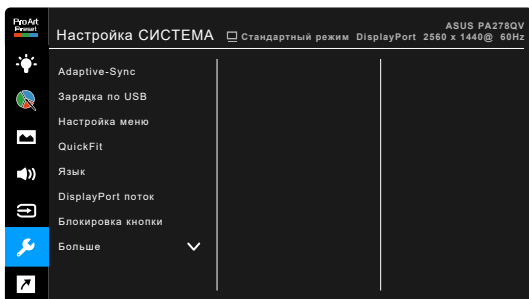 ProArt
Preset
Настройка СИСТЕМА
Стандартный режим DisplayPort 2560 x 1440@ 60Hz
ASUS PA278QV
Adaptive-Sync
Зарядка по USB
Настройка меню
QuickFit
Язык
DisplayPort поток
Блокировка кнопки
Больше